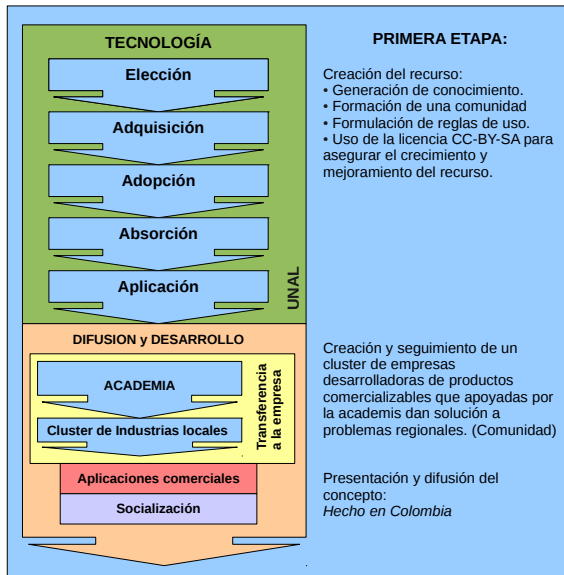 TECNOLOGÍA
Elección
Adquisición
Adopción
Absorción
Aplicación
UNAL
PRIMERA ETAPA:
Creación del recurso:
• Generación de conocimiento.
• Formación de una comunidad
• Formulación de reglas de uso.
• Uso de la licencia CC-BY-SA para
asegurar el crecimiento y
mejoramiento del recurso.
DIFUSION y DESARROLLO
ACADEMIA
Cluster de Industrias locales
Transferencia
a la empresa
Aplicaciones comerciales
Socialización
Creación y seguimiento de un
cluster de empresas
desarrolladoras de productos
comercializables que apoyadas por
la academis dan solución a
problemas regionales. (Comunidad)
Presentación y difusión del
concepto:
Hecho en Colombia